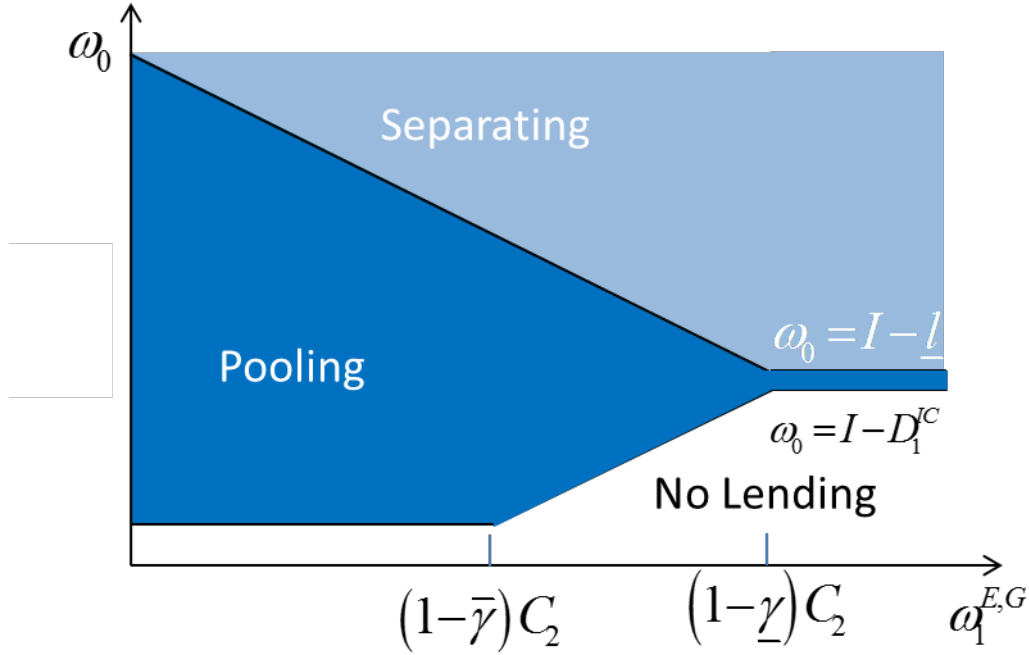 ω₀
Separating
ω₀ = I − l̲
Pooling
ω₀ = I − D₁ᴵᶜ
No Lending
(1−γ̅)C₂
(1−γ̲)C₂
ω₁ᴱ,ᴳ